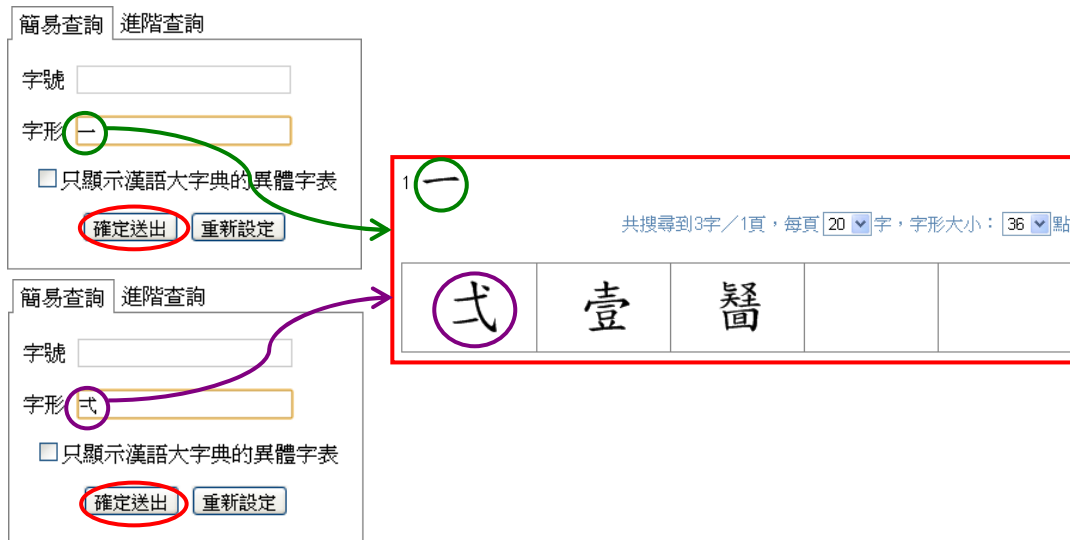 簡易查詢 進階查詢
字號
字形 一
只顯示漢語大字典的異體字表
確定送出 重新設定
簡易查詢 進階查詢
字號
字形 弌
只顯示漢語大字典的異體字表
確定送出 重新設定
1 一
共搜尋到3字／1頁，每頁 20 字，字形大小： 36 點
弌 壹